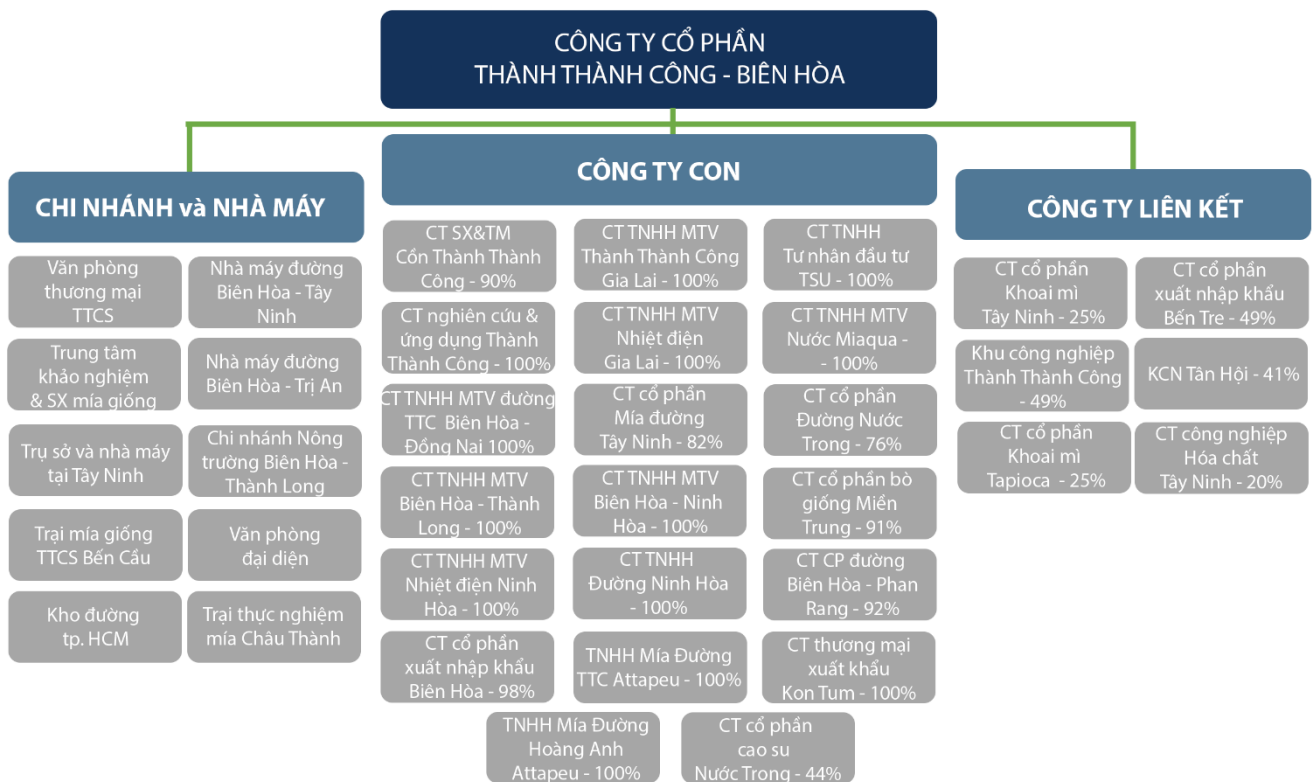 CÔNG TY CỔ PHẦN
THÀNH THÀNH CÔNG - BIÊN HÒA
CHI NHÁNH và NHÀ MÁY
Văn phòng
thương mại
TTCS
Nhà máy đường
Biên Hòa - Tây
Ninh
Trung tâm
khảo nghiệm
& SX mía giống
Nhà máy đường
Biên Hòa - Trị An
Trụ sở và nhà máy
tại Tây Ninh
Chi nhánh Nông
trường Biên Hòa -
Thành Long
Trại mía giống
TTCS Bến Cầu
Văn phòng
đại diện
Kho đường
tp. HCM
Trại thực nghiệm
mía Châu Thành
CÔNG TY CON
CT SX&TM
Cồn Thành Thành
Công - 90%
CT TNHH MTV
Thành Thành Công
Gia Lai - 100%
CT TNHH
Tư nhân đầu tư
TSU - 100%
CT nghiên cứu &
ứng dụng Thành
Thành Công - 100%
CT TNHH MTV
Nhiệt điện
Gia Lai - 100%
CT TNHH MTV
Nước Miaqua -
- 100%
CT TNHH MTV đường
TTC Biên Hòa -
Đồng Nai 100%
CT cổ phần
Mía đường
Tây Ninh - 82%
CT cổ phần
Đường Nước
Trong - 76%
CT TNHH MTV
Biên Hòa - Thành
Long - 100%
CT TNHH MTV
Biên Hòa - Ninh
Hòa - 100%
CT cổ phần bò
giống Miền
Trung - 91%
CT TNHH MTV
Nhiệt điện Ninh
Hòa - 100%
CT TNHH
Đường Ninh Hòa
- 100%
CT CP đường
Biên Hòa - Phan
Rang - 92%
CT cổ phần
xuất nhập khẩu
Biên Hòa - 98%
TNHH Mía Đường
TTC Attapeu - 100%
CT thương mại
xuất khẩu
Kon Tum - 100%
TNHH Mía Đường
Hoàng Anh
Attapeu - 100%
CT cổ phần
cao su
Nước Trong - 44%
CÔNG TY LIÊN KẾT
CT cổ phần
Khoai mì
Tây Ninh - 25%
CT cổ phần
xuất nhập khẩu
Bến Tre - 49%
Khu công nghiệp
Thành Thành Công
- 49%
KCN Tân Hội - 41%
CT cổ phần
Khoai mì
Tapioca - 25%
CT công nghiệp
Hóa chất
Tây Ninh - 20%